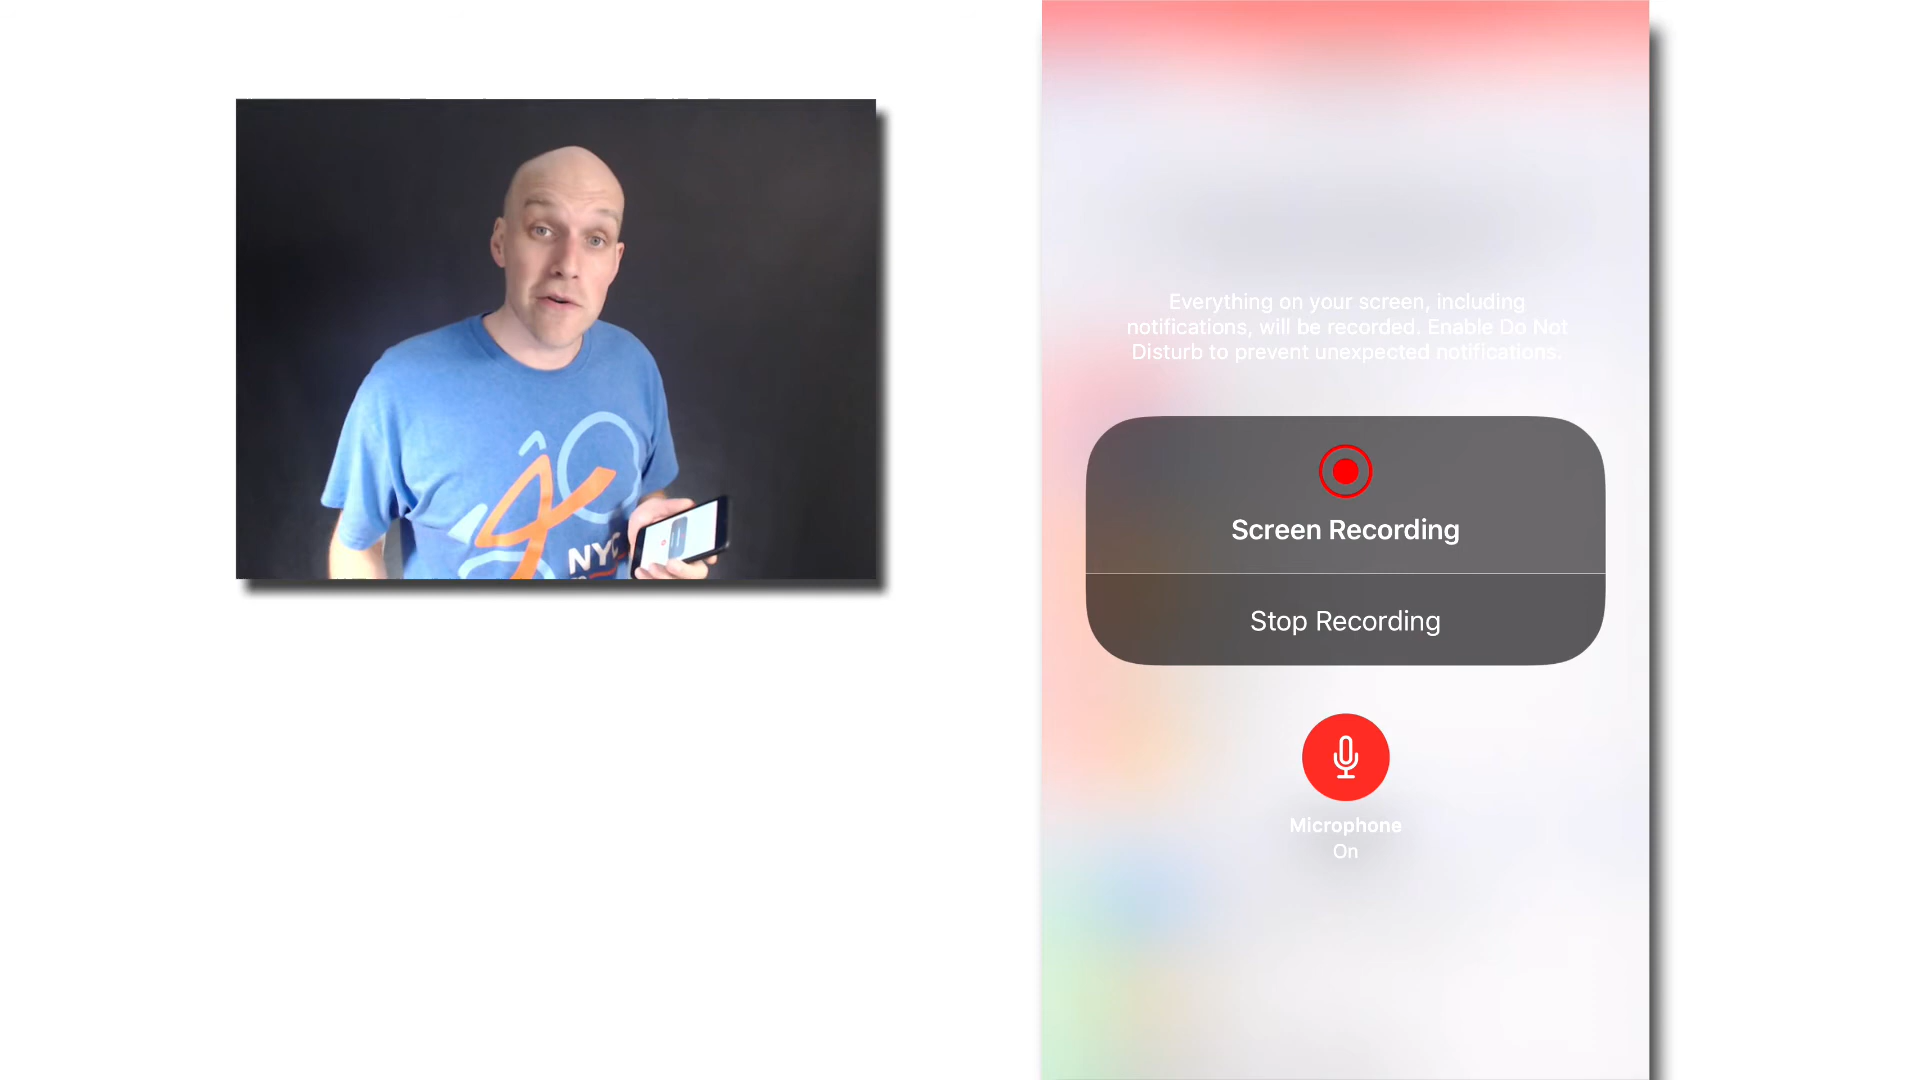 NYC
Everything on your screen, including
notifications, will be recorded. Enable Do Not
Disturb to prevent unexpected notifications.
Screen Recording
Stop Recording
Microphone
On